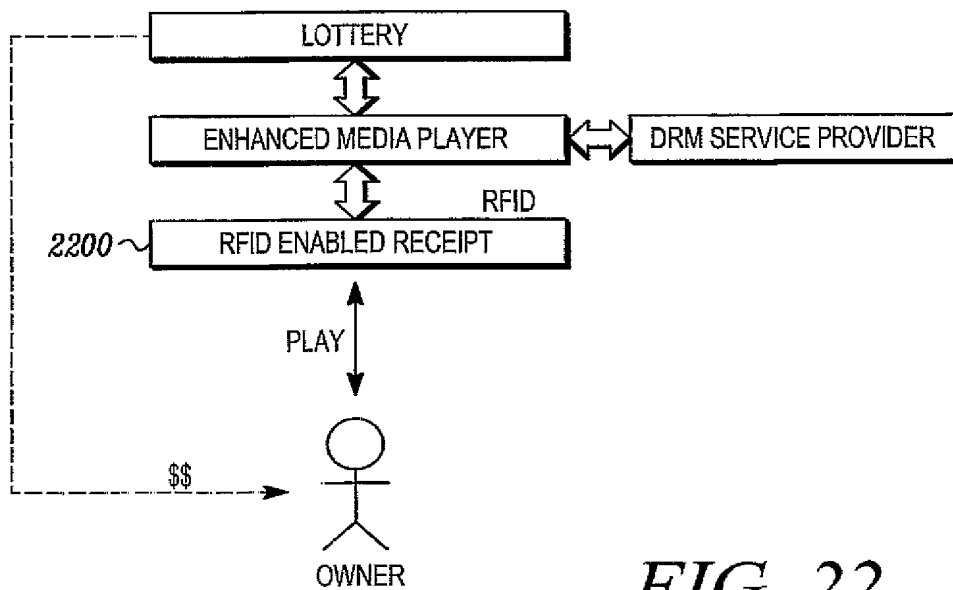 LOTTERY
ENHANCED MEDIA PLAYER
DRM SERVICE PROVIDER
RFID
2200
RFID ENABLED RECEIPT
PLAY
$$
OWNER
FIG. 22